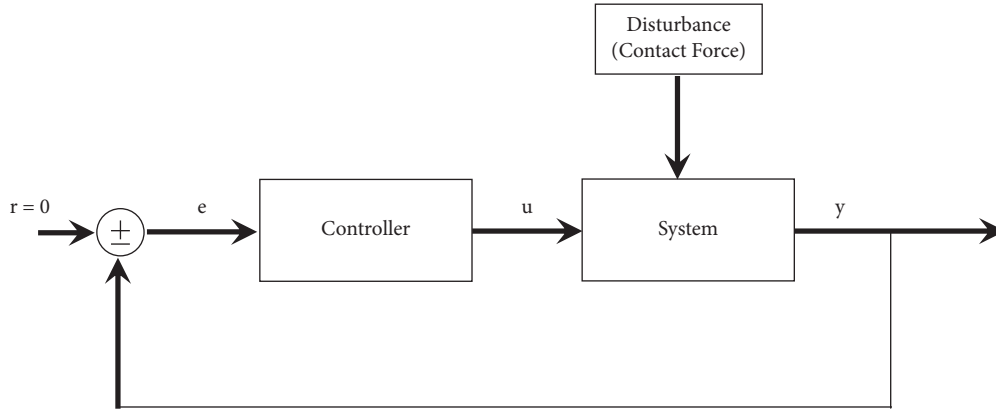 Disturbance
(Contact Force)
r = 0
±
e
Controller
u
System
y